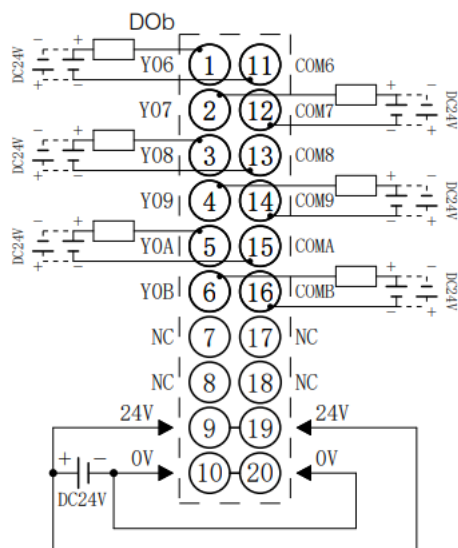 DOb
- + DC24V + - Y06 1 11 COM6
Y07 2 12 COM7 + - DC24V - +
- + DC24V + - Y08 3 13 COM8
Y09 4 14 COM9 + - DC24V - +
- + DC24V + - Y0A 5 15 COMA
Y0B 6 16 COMB + - DC24V - +
NC 7 17 NC
NC 8 18 NC
24V 9 19 24V
+ - 0V 10 20 0V
DC24V